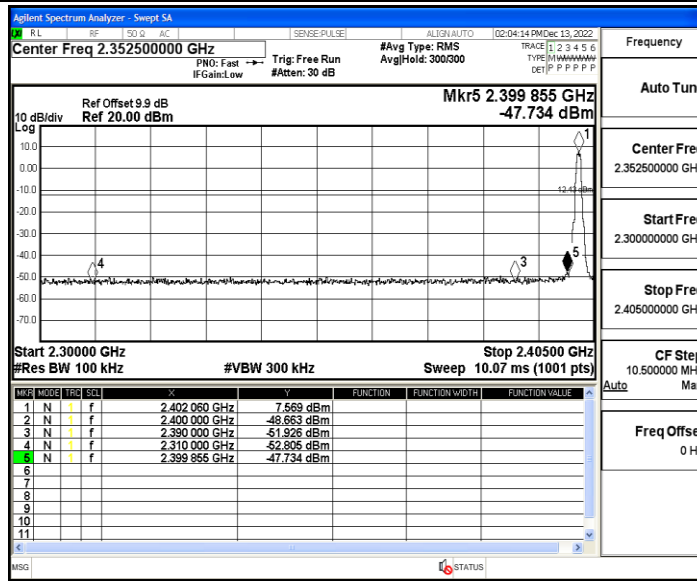 Agilent Spectrum Analyzer - Swept SA
RL RF 50 Ω AC SENSE:PULSE ALIGN AUTO 02:04:14 PM Dec 13, 2022
Center Freq 2.352500000 GHz
PNO: Fast Trig: Free Run #Avg Type: RMS TRACE 1 2 3 4 5 6
IFGain:Low #Atten: 30 dB Avg|Hold: 300/300 TYPE M
DET P P P P P P
Frequency
Auto Tun
Mkr5 2.399 855 GHz
-47.734 dBm
Ref Offset 9.9 dB
10 dB/div Ref 20.00 dBm
Log
10.0
0.00
-10.0
-20.0
-30.0
-40.0
-50.0
-60.0
-70.0
1
3
4
5
Center Fre
2.352500000 GH
Start Fre
2.300000000 GH
Stop Fre
2.405000000 GH
CF Step
10.500000 MH
Auto Ma
Freq Offse
0 H
Start 2.30000 GHz Stop 2.40500 GHz
#Res BW 100 kHz #VBW 300 kHz Sweep 10.07 ms (1001 pts)
MKR MODE TRC SCL X Y FUNCTION FUNCTION WIDTH FUNCTION VALUE
1 N 1 f 2.402 060 GHz 7.569 dBm
2 N 1 f 2.400 000 GHz -48.663 dBm
3 N 1 f 2.390 000 GHz -51.926 dBm
4 N 1 f 2.310 000 GHz -52.805 dBm
5 N 1 f 2.399 855 GHz -47.734 dBm
6
7
8
9
10
11
MSG STATUS